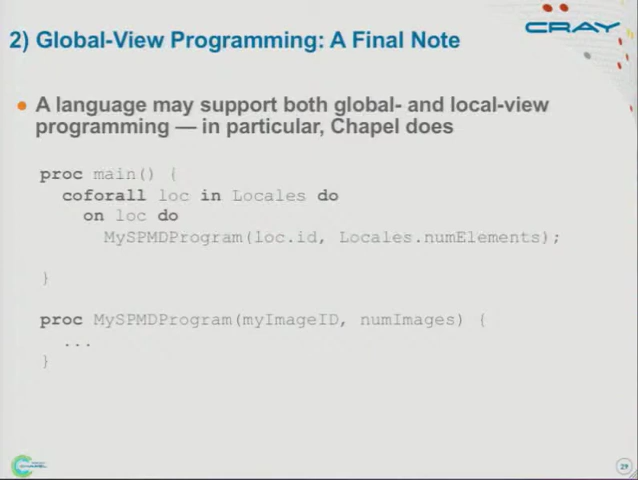 CRAY
2) Global-View Programming: A Final Note
A language may support both global- and local-view
programming — in particular, Chapel does
proc main() {
coforall loc in Locales do
on loc do
MySPMDProgram(loc.id, Locales.numElements);
}
proc MySPMDProgram(myImageID, numImages) {
...
}
CHAPEL
29